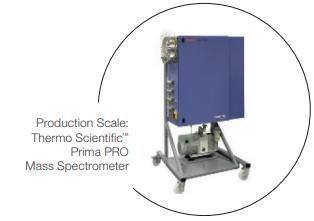 Production Scale:
Thermo Scientific™
Prima PRO
Mass Spectrometer